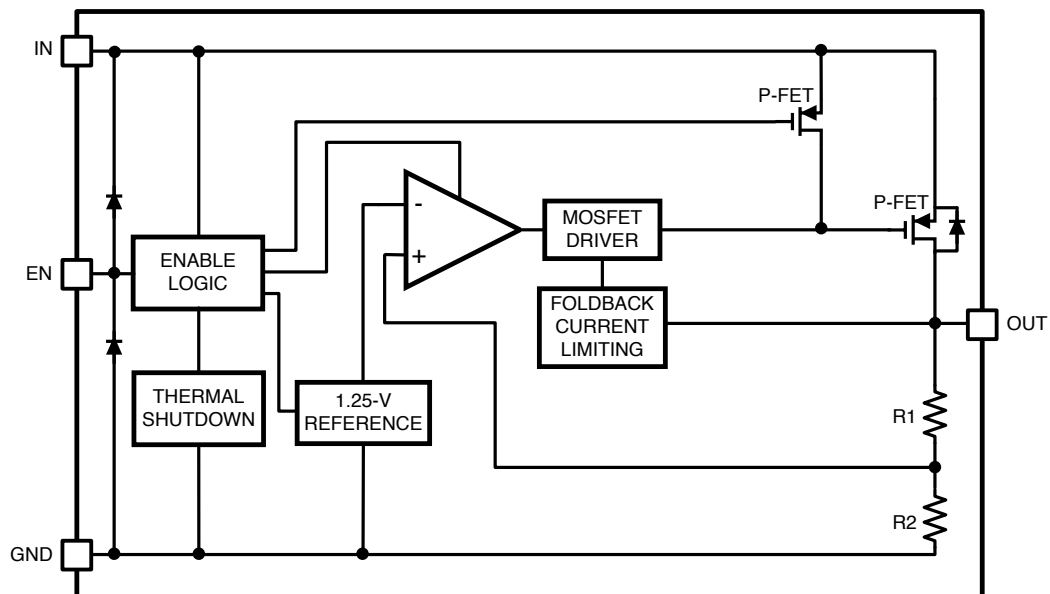 IN
P-FET
P-FET
-
+
MOSFET
DRIVER
EN
ENABLE
LOGIC
FOLDBACK
CURRENT
LIMITING
OUT
THERMAL
SHUTDOWN
1.25-V
REFERENCE
R1
R2
GND